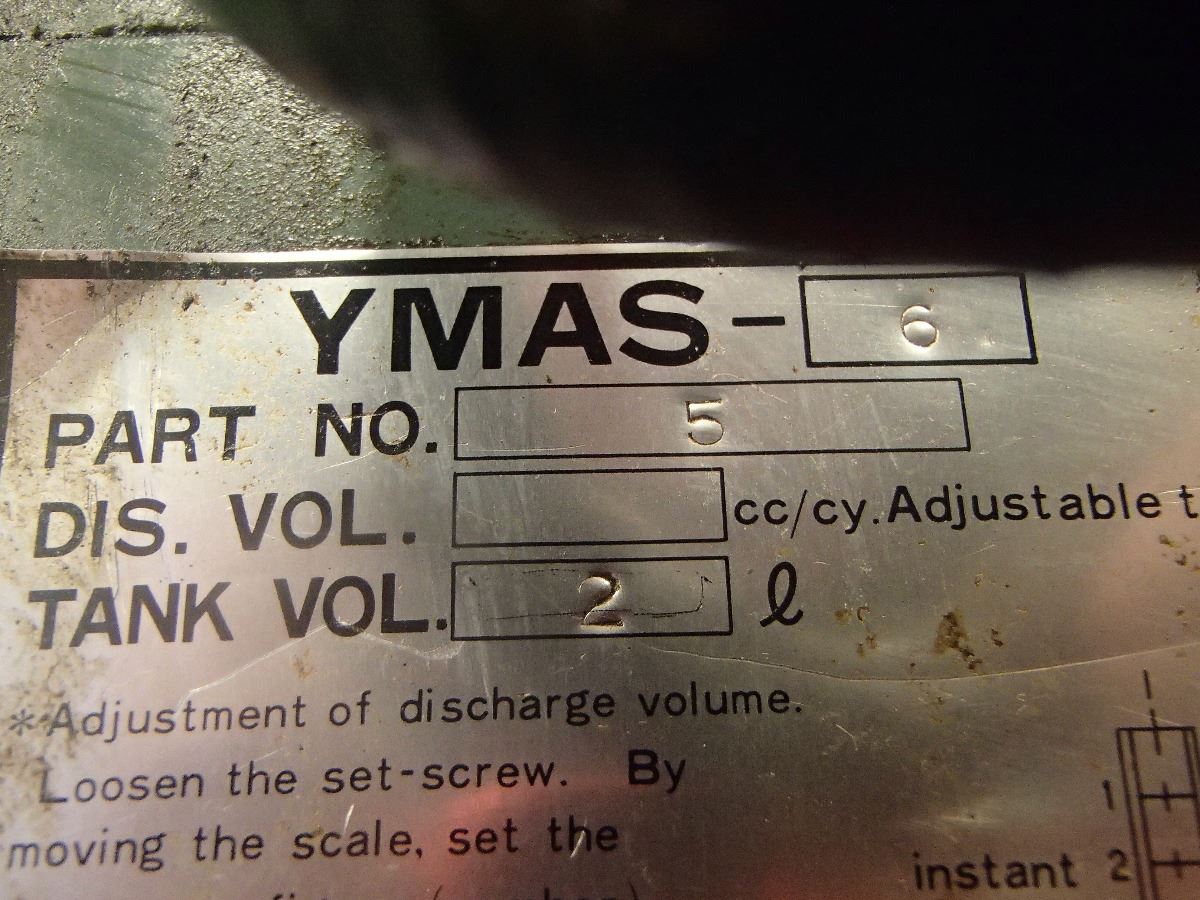 YMAS-6
PART NO. 5
DIS. VOL. cc/cy. Adjustable t
TANK VOL. 2 ℓ
*Adjustment of discharge volume.
Loosen the set-screw. By
moving the scale, set the
1
instant 2